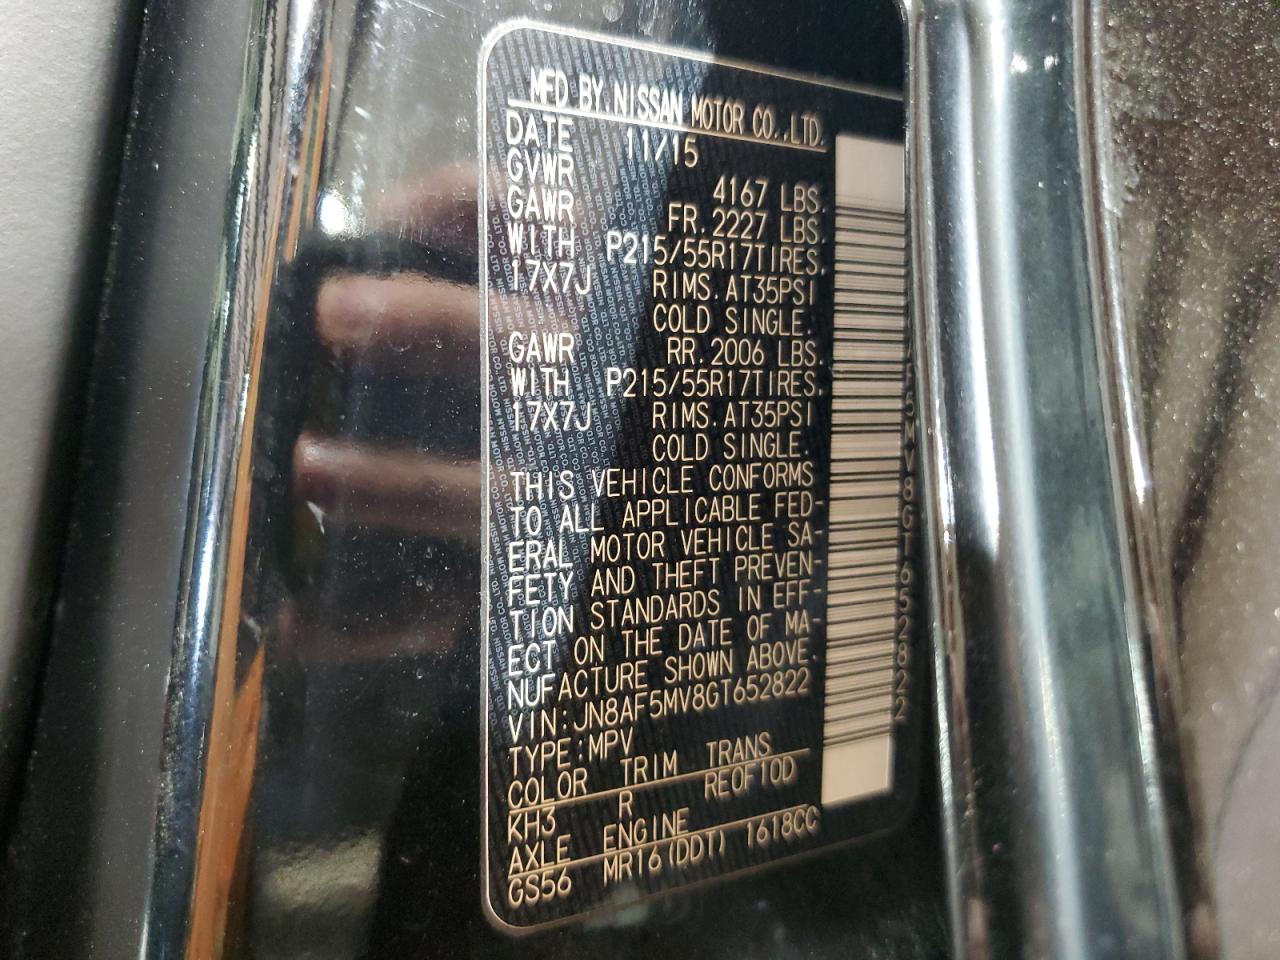 MFD BY NISSAN MOTOR CO.,LTD.
DATE 11/15
GVWR 4167 LBS.
GAWR FR. 2227 LBS.
WITH P215/55R17TIRES.
17X7J RIMS. AT35PSI
COLD SINGLE.
GAWR RR. 2006 LBS.
WITH P215/55R17TIRES.
17X7J RIMS. AT35PSI
COLD SINGLE.
THIS VEHICLE CONFORMS
TO ALL APPLICABLE FED-
ERAL MOTOR VEHICLE SA-
FETY AND THEFT PREVEN-
TION STANDARDS IN EFF-
ECT ON THE DATE OF MA-
NUFACTURE SHOWN ABOVE.
VIN:JN8AF5MV8GT652822
TYPE:MPV
COLOR TRIM TRANS
KH3 R RE0F10D
AXLE ENGINE
GS56 MR16(DDT) 1618CC